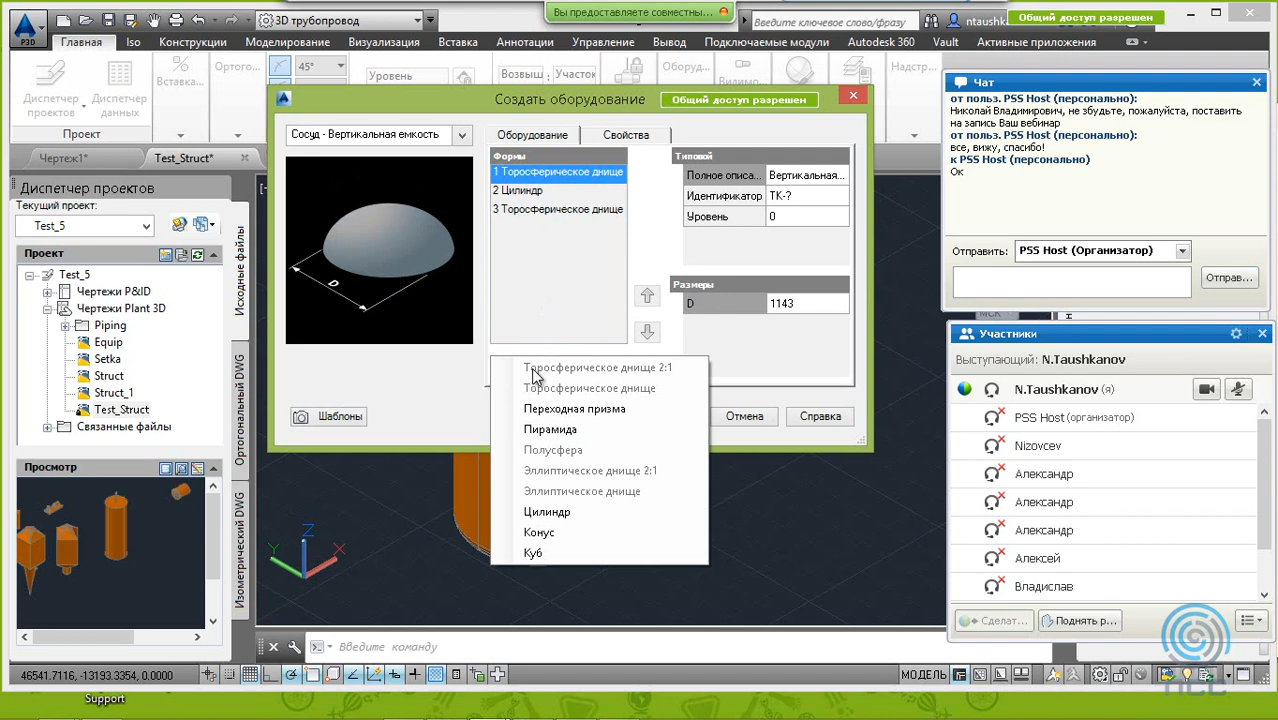 P3D
3D трубопровод
Вы предоставляете совместны...
Введите ключевое слово/фразу
ntaushka...
Общий доступ разрешен
Главная
Iso
Конструкции
Моделирование
Визуализация
Вставка
Аннотации
Управление
Вывод
Подключаемые модули
Autodesk 360
Vault
Активные приложения
Диспетчер проектов
Диспетчер данных
Вставка...
Ортого...
45°
Уровень
Возвыш
Участок
Оборуд...
Видимо...
Надстр...
Проект
Чертеж1*
Test_Struct*
Диспетчер проектов
Текущий проект:
Test_5
Проект
Test_5
Чертежи P&ID
Чертежи Plant 3D
Piping
Equip
Setka
Struct
Struct_1
Test_Struct
Связанные файлы
Просмотр
Исходные файлы
Ортогональный DWG
Изометрический DWG
Создать оборудование
Общий доступ разрешен
Сосуд - Вертикальная емкость
Оборудование
Свойства
Формы
1 Торосферическое днище
2 Цилиндр
3 Торосферическое днище
Типовой
Полное описа...
Вертикальная...
Идентификатор
ТК-?
Уровень
0
Размеры
D
1143
D
Шаблоны
Отмена
Справка
Торосферическое днище 2:1
Торосферическое днище
Переходная призма
Пирамида
Полусфера
Эллиптическое днище 2:1
Эллиптическое днище
Цилиндр
Конус
Куб
Z
Y
X
МСК
Чат
от польз. PSS Host (персонально):
Николай Владимирович, не збудьте, пожалуйста, поставить
на запись Ваш вебинар
от польз. PSS Host (персонально):
все, вижу, спасибо!
к PSS Host (персонально)
Ок
Отправить:
PSS Host (Организатор)
Отправ...
Участники
Выступающий: N.Taushkanov
N.Taushkanov (я)
PSS Host (организатор)
Nizovcev
Александр
Александр
Александр
Алексей
Владислав
Сделат...
Поднять р...
Введите команду
46541.7116, -13193.3354, 0.0000
МОДЕЛЬ
Support